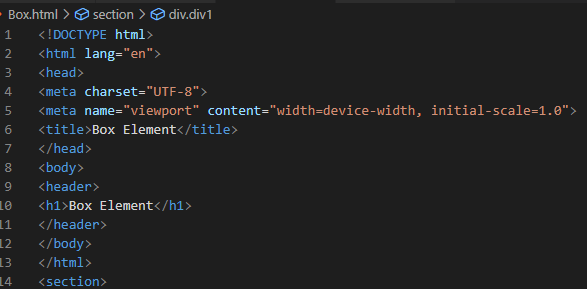 Box.html > section > div.div1
1 <!DOCTYPE html>
2 <html lang="en">
3 <head>
4 <meta charset="UTF-8">
5 <meta name="viewport" content="width=device-width, initial-scale=1.0">
6 <title>Box Element</title>
7 </head>
8 <body>
9 <header>
10 <h1>Box Element</h1>
11 </header>
12 </body>
13 </html>
14 <section>